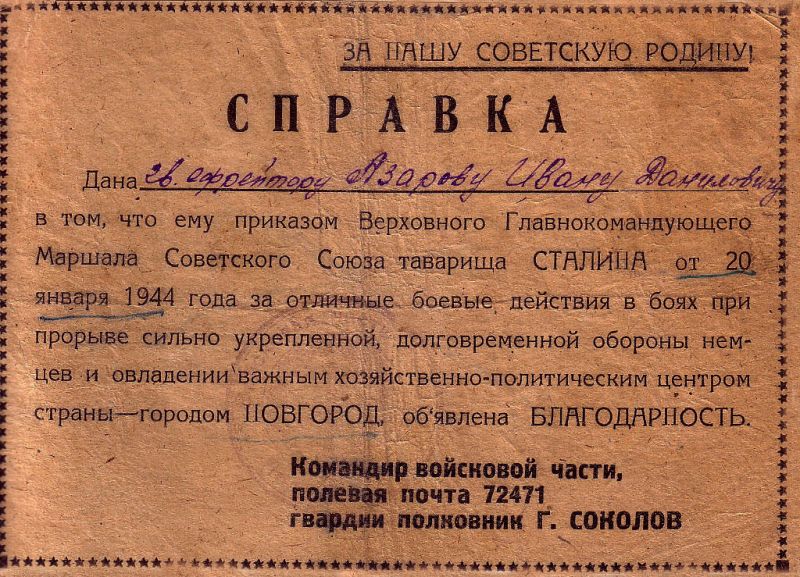 ЗА НАШУ СОВЕТСКУЮ РОДИНУ!
СПРАВКА
Дана гв. ефрейтору Азарову Ивану Даниловичу
в том, что ему приказом Верховного Главнокомандующего
Маршала Советского Союза таварища СТАЛИНА от 20
января 1944 года за отличные боевые действия в боях при
прорыве сильно укрепленной, долговременной обороны нем-
цев и овладении важным хозяйственно-политическим центром
страны—городом НОВГОРОД, об'явлена БЛАГОДАРНОСТЬ.
Командир войсковой части,
полевая почта 72471
гвардии полковник Г. СОКОЛОВ